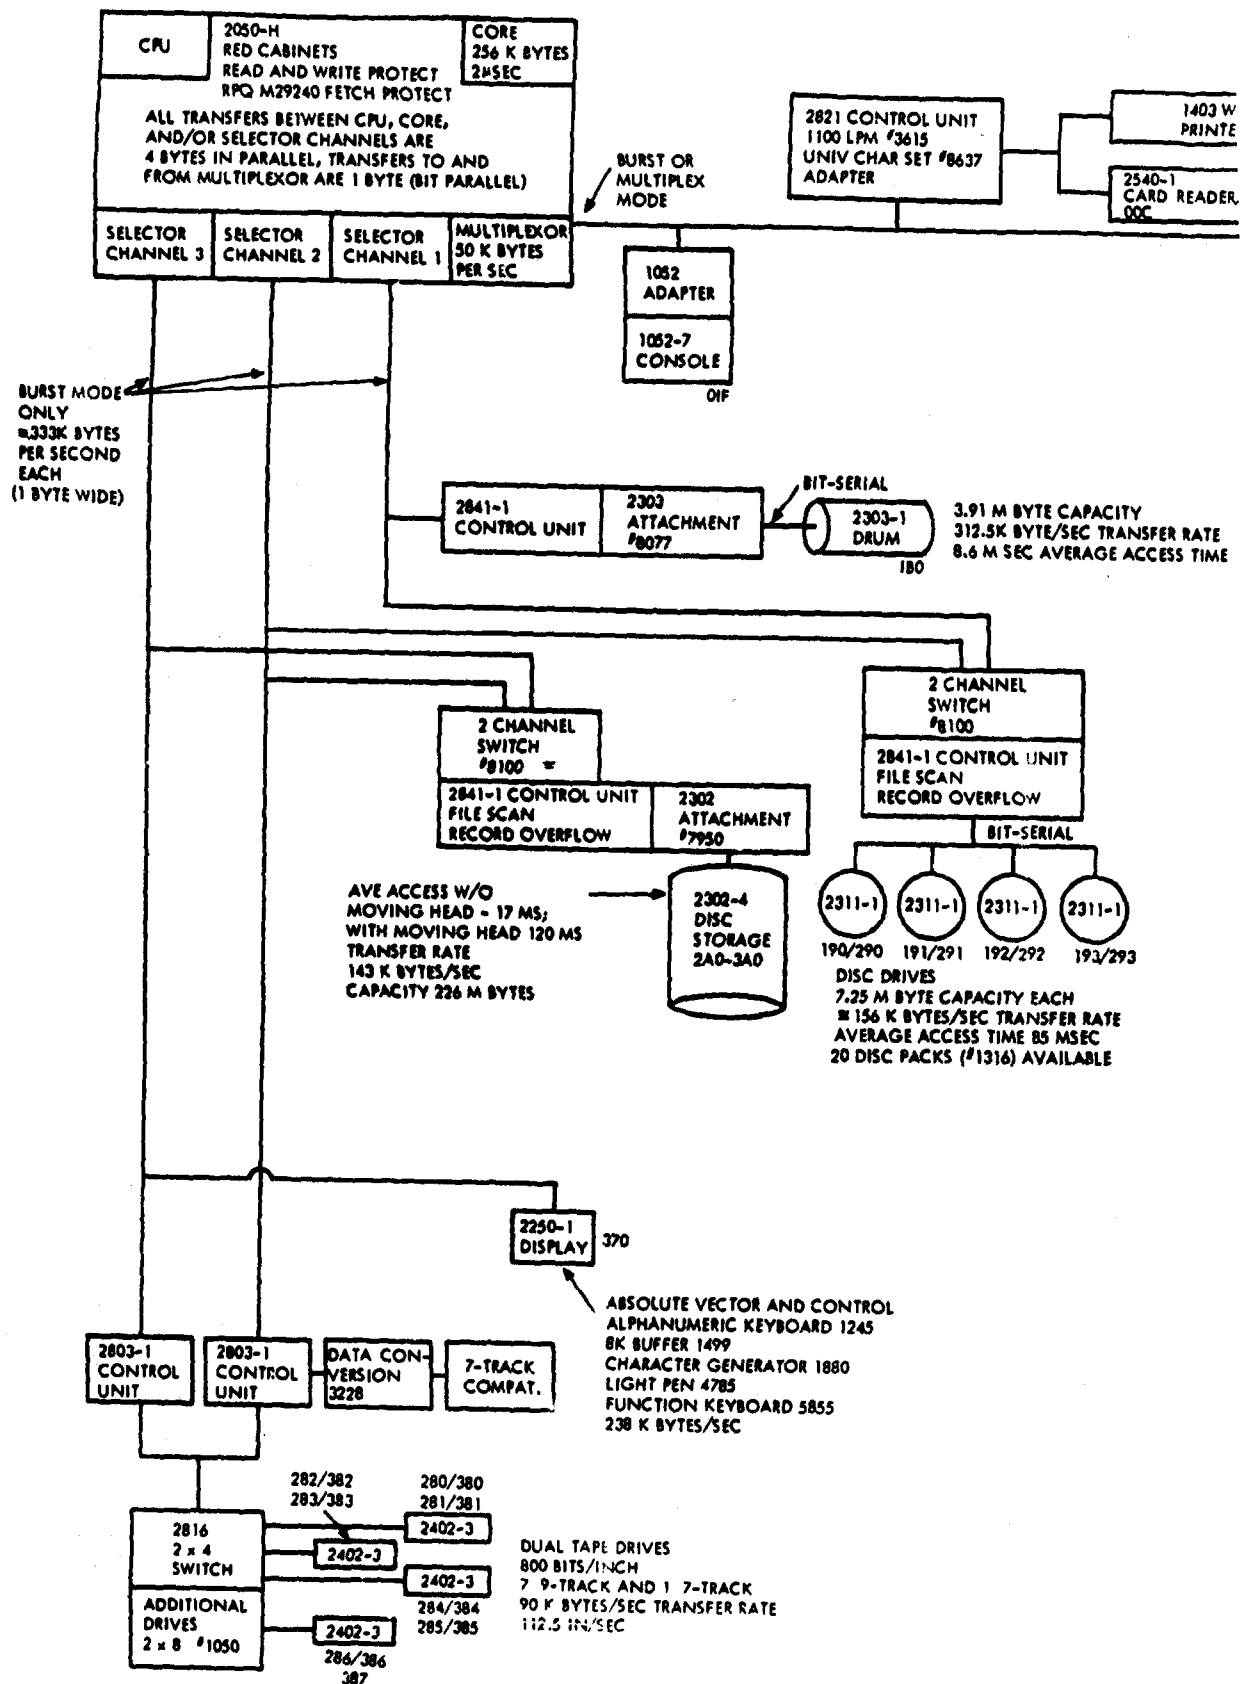 CPU
2050-H
RED CABINETS
READ AND WRITE PROTECT
RPQ M29240 FETCH PROTECT
CORE
256 K BYTES
2µSEC
ALL TRANSFERS BETWEEN CPU, CORE,
AND/OR SELECTOR CHANNELS ARE
4 BYTES IN PARALLEL, TRANSFERS TO AND
FROM MULTIPLEXOR ARE 1 BYTE (BIT PARALLEL)
SELECTOR
CHANNEL 3
SELECTOR
CHANNEL 2
SELECTOR
CHANNEL 1
MULTIPLEXOR
50 K BYTES
PER SEC
BURST OR
MULTIPLEX
MODE
2821 CONTROL UNIT
1100 LPM #3615
UNIV CHAR SET #8637
ADAPTER
1403 W
PRINTE
2540-1
CARD READER
00C
1052
ADAPTER
1052-7
CONSOLE
01F
BURST MODE
ONLY
≈333K BYTES
PER SECOND
EACH
(1 BYTE WIDE)
2841-1
CONTROL UNIT
2303
ATTACHMENT
#8077
BIT-SERIAL
2303-1
DRUM
180
3.91 M BYTE CAPACITY
312.5K BYTE/SEC TRANSFER RATE
8.6 M SEC AVERAGE ACCESS TIME
2 CHANNEL
SWITCH
#8100
2841-1 CONTROL UNIT
FILE SCAN
RECORD OVERFLOW
2302
ATTACHMENT
#7950
2 CHANNEL
SWITCH
#8100
2841-1 CONTROL UNIT
FILE SCAN
RECORD OVERFLOW
BIT-SERIAL
AVE ACCESS W/O
MOVING HEAD = 17 MS;
WITH MOVING HEAD 120 MS
TRANSFER RATE
143 K BYTES/SEC
CAPACITY 226 M BYTES
2302-4
DISC
STORAGE
2A0-3A0
2311-1
2311-1
2311-1
2311-1
190/290
191/291
192/292
193/293
DISC DRIVES
7.25 M BYTE CAPACITY EACH
≈ 156 K BYTES/SEC TRANSFER RATE
AVERAGE ACCESS TIME 85 MSEC
20 DISC PACKS (#1316) AVAILABLE
2250-1
DISPLAY
370
ABSOLUTE VECTOR AND CONTROL
ALPHANUMERIC KEYBOARD 1245
8K BUFFER 1499
CHARACTER GENERATOR 1880
LIGHT PEN 4785
FUNCTION KEYBOARD 5855
238 K BYTES/SEC
2803-1
CONTROL
UNIT
2803-1
CONTROL
UNIT
DATA CON-
VERSION
3228
7-TRACK
COMPAT.
282/382
283/383
280/380
281/381
2816
2 x 4
SWITCH
2402-3
2402-3
2402-3
284/384
285/385
DUAL TAPE DRIVES
800 BITS/INCH
7 9-TRACK AND 1 7-TRACK
90 K BYTES/SEC TRANSFER RATE
112.5 IN/SEC
ADDITIONAL
DRIVES
2 x 8 #1050
2402-3
286/386
387